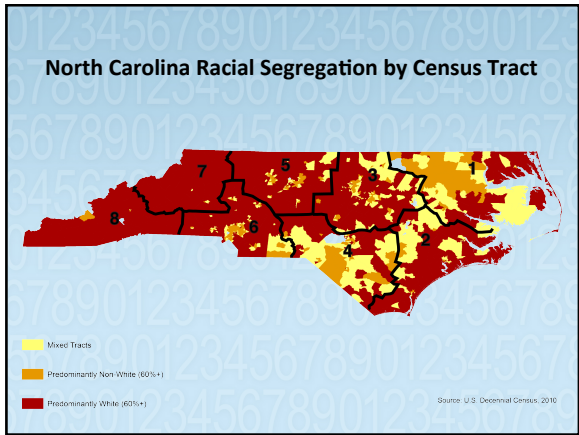 North Carolina Racial Segregation by Census Tract
7
5
3
1
8
6
4
2
Mixed Tracts
Predominantly Non-White (60%+)
Predominantly White (60%+)
Source: U.S. Decennial Census, 2010